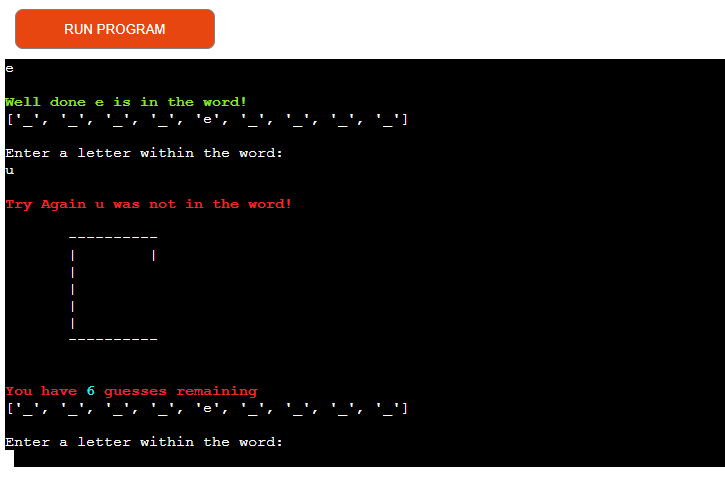 RUN PROGRAM
e
Well done e is in the word!
['_', '_', '_', '_', 'e', '_', '_', '_', '_']
Enter a letter within the word:
u
Try Again u was not in the word!
----------
|        |
|
|
|
|
----------
You have 6 guesses remaining
['_', '_', '_', '_', 'e', '_', '_', '_', '_']
Enter a letter within the word: